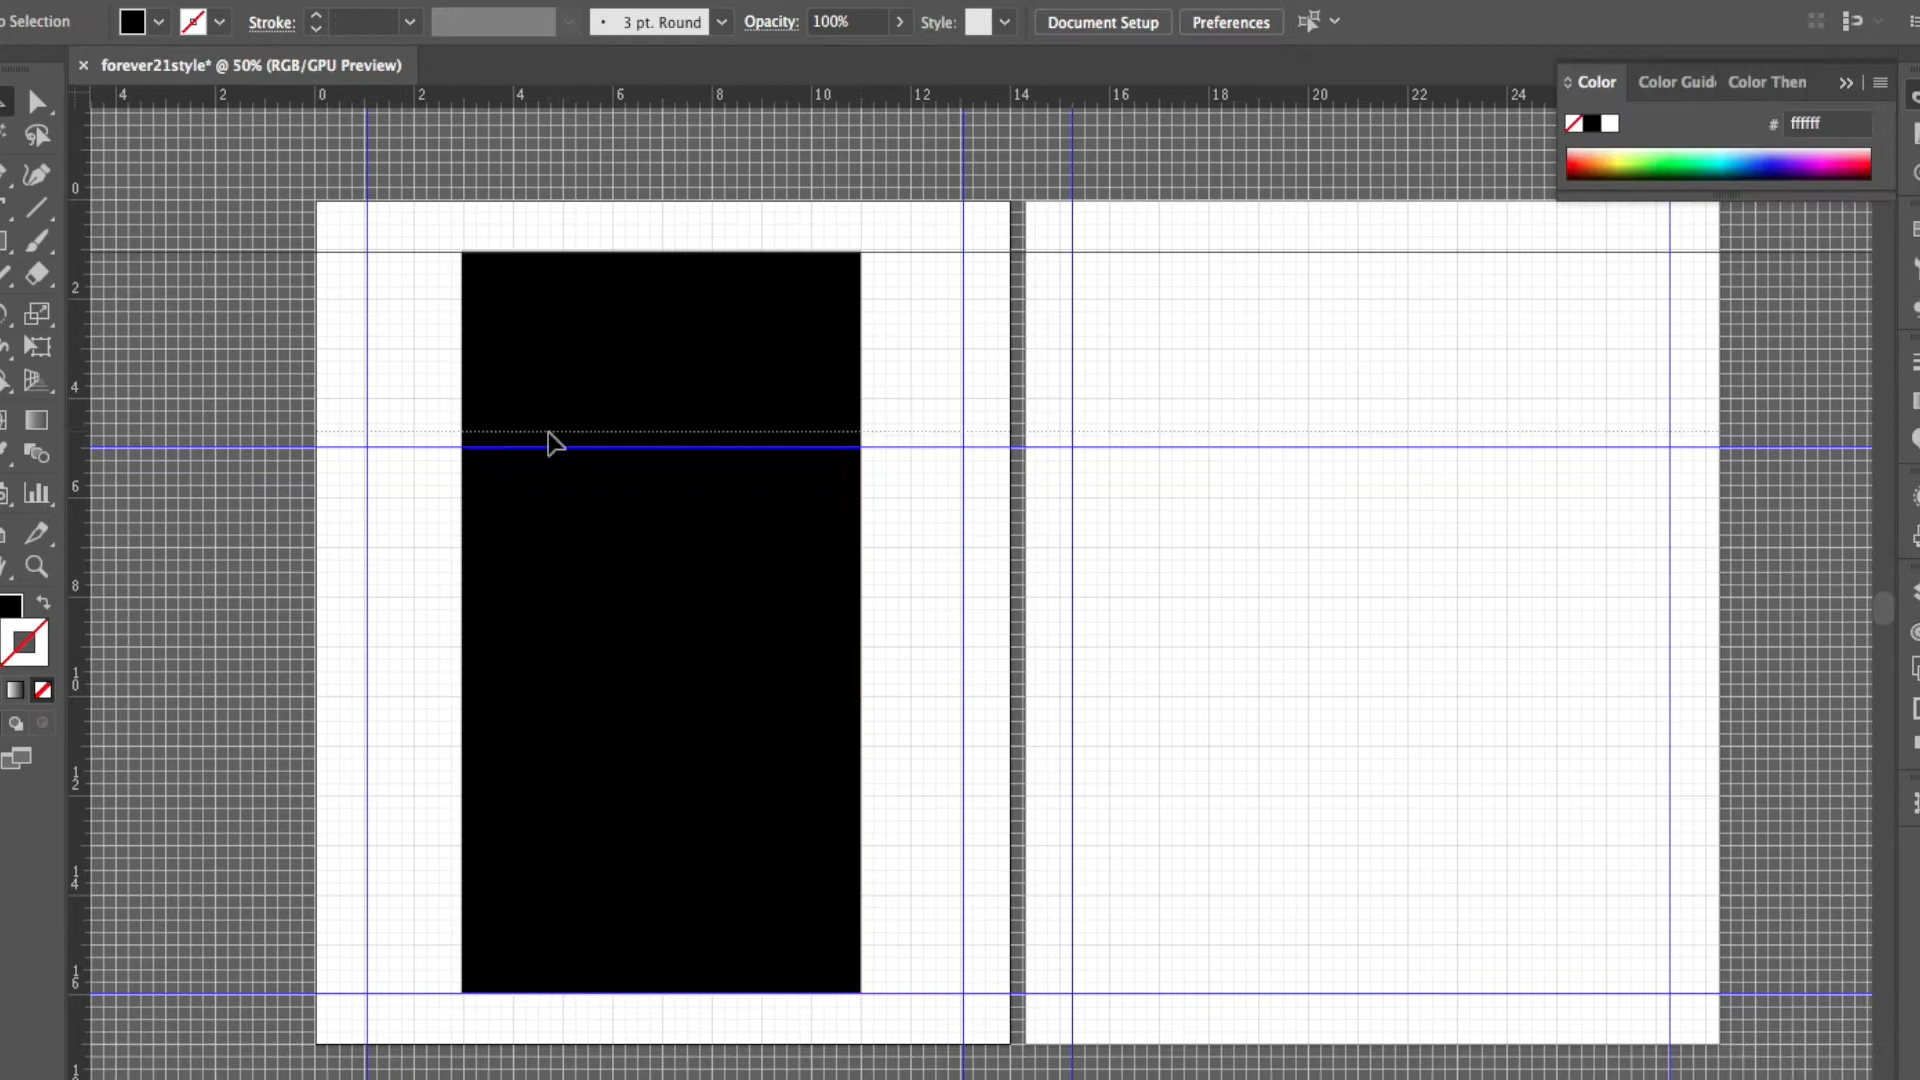 o Selection Stroke: 3 pt. Round Opacity: 100% Style: Document Setup Preferences
× forever21style* @ 50% (RGB/GPU Preview)
Color Color Guid Color Then
# ffffff
4 2 0 2 4 6 8 10 12 14 16 18 20 22 24
0
2
4
6
8
10
12
14
16
1